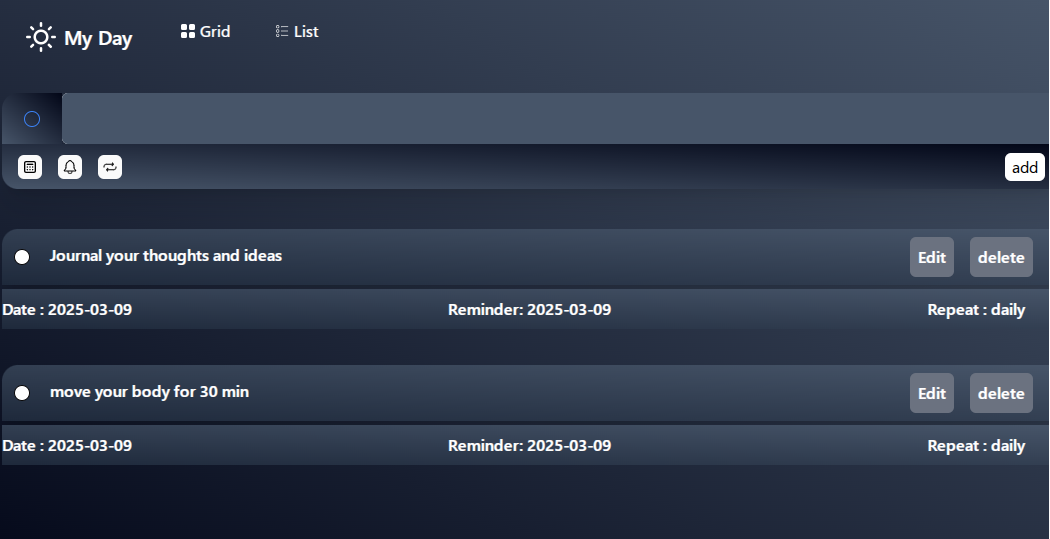 My Day Grid List
add
Journal your thoughts and ideas Edit delete
Date : 2025-03-09 Reminder: 2025-03-09 Repeat : daily
move your body for 30 min Edit delete
Date : 2025-03-09 Reminder: 2025-03-09 Repeat : daily